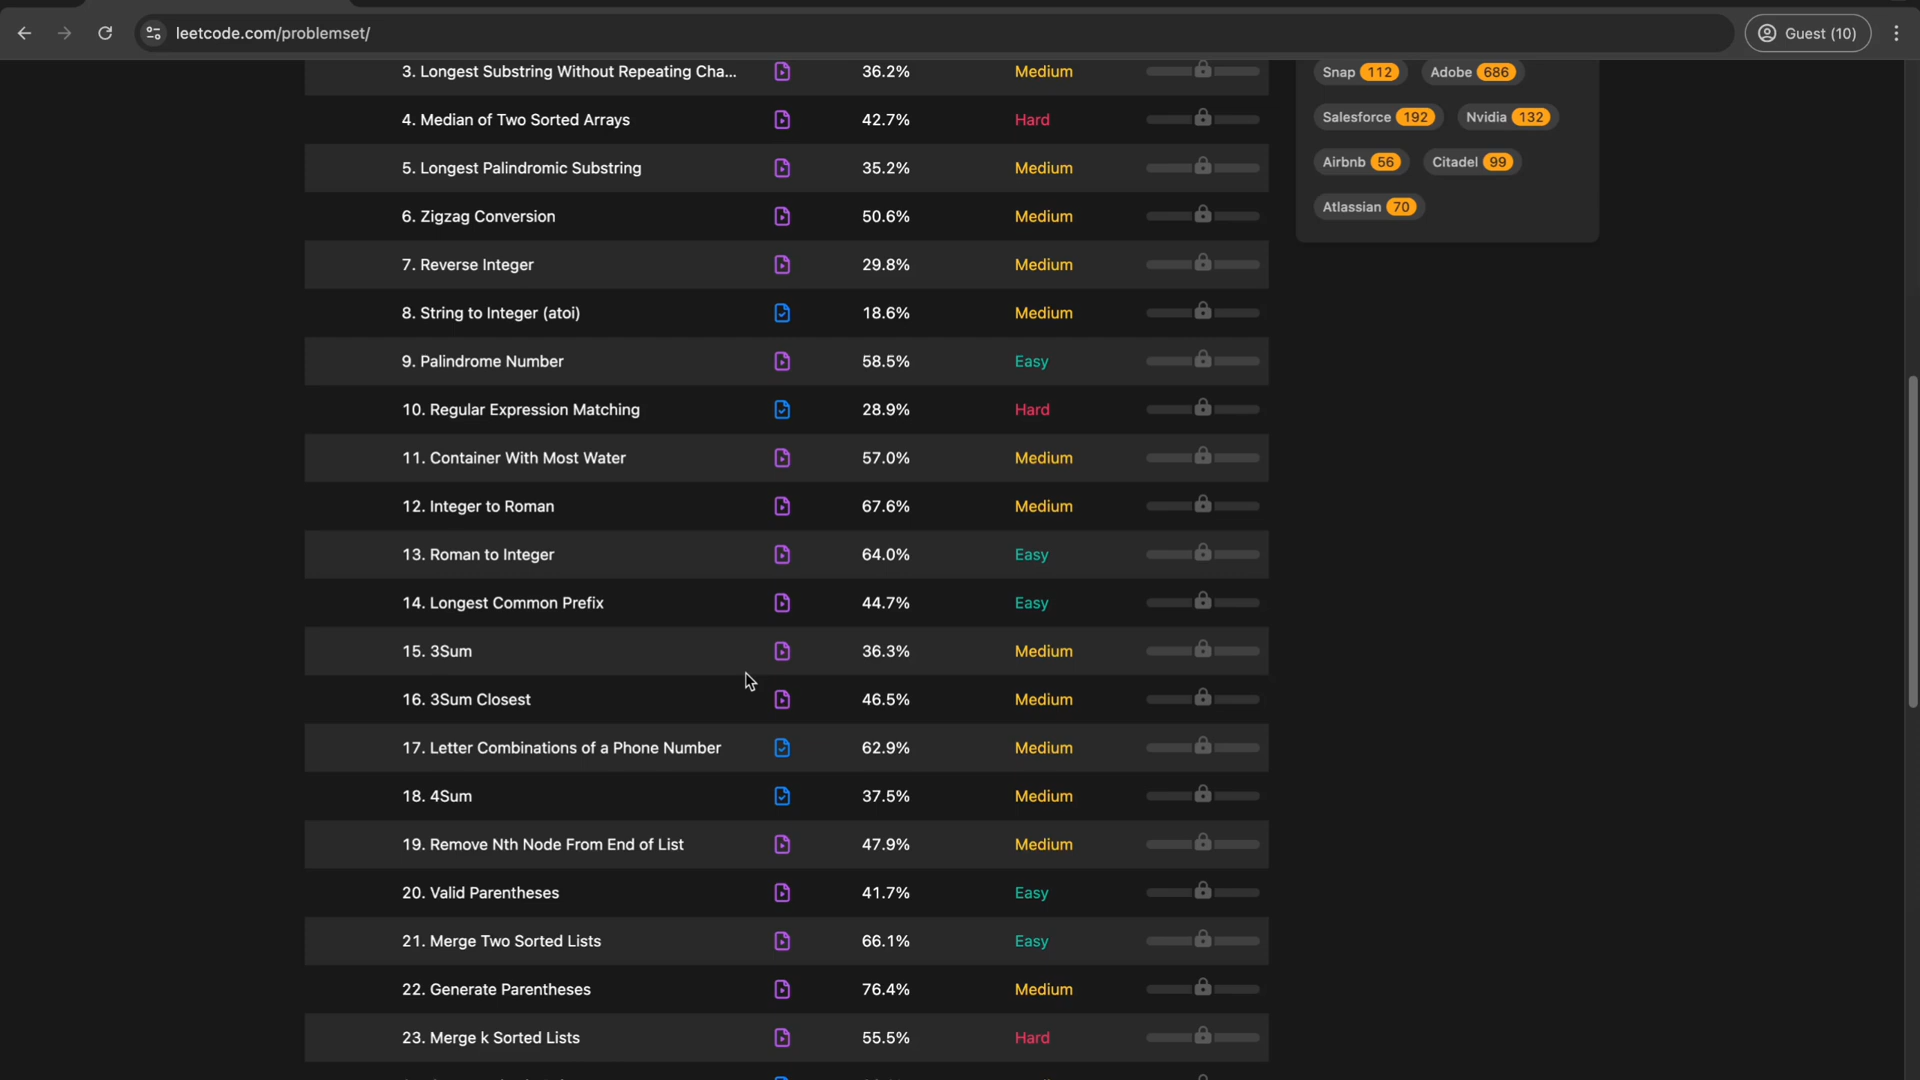 leetcode.com/problemset/
Guest (10)
3. Longest Substring Without Repeating Cha... 36.2% Medium
4. Median of Two Sorted Arrays 42.7% Hard
5. Longest Palindromic Substring 35.2% Medium
6. Zigzag Conversion 50.6% Medium
7. Reverse Integer 29.8% Medium
8. String to Integer (atoi) 18.6% Medium
9. Palindrome Number 58.5% Easy
10. Regular Expression Matching 28.9% Hard
11. Container With Most Water 57.0% Medium
12. Integer to Roman 67.6% Medium
13. Roman to Integer 64.0% Easy
14. Longest Common Prefix 44.7% Easy
15. 3Sum 36.3% Medium
16. 3Sum Closest 46.5% Medium
17. Letter Combinations of a Phone Number 62.9% Medium
18. 4Sum 37.5% Medium
19. Remove Nth Node From End of List 47.9% Medium
20. Valid Parentheses 41.7% Easy
21. Merge Two Sorted Lists 66.1% Easy
22. Generate Parentheses 76.4% Medium
23. Merge k Sorted Lists 55.5% Hard
Snap 112 Adobe 686
Salesforce 192 Nvidia 132
Airbnb 56 Citadel 99
Atlassian 70